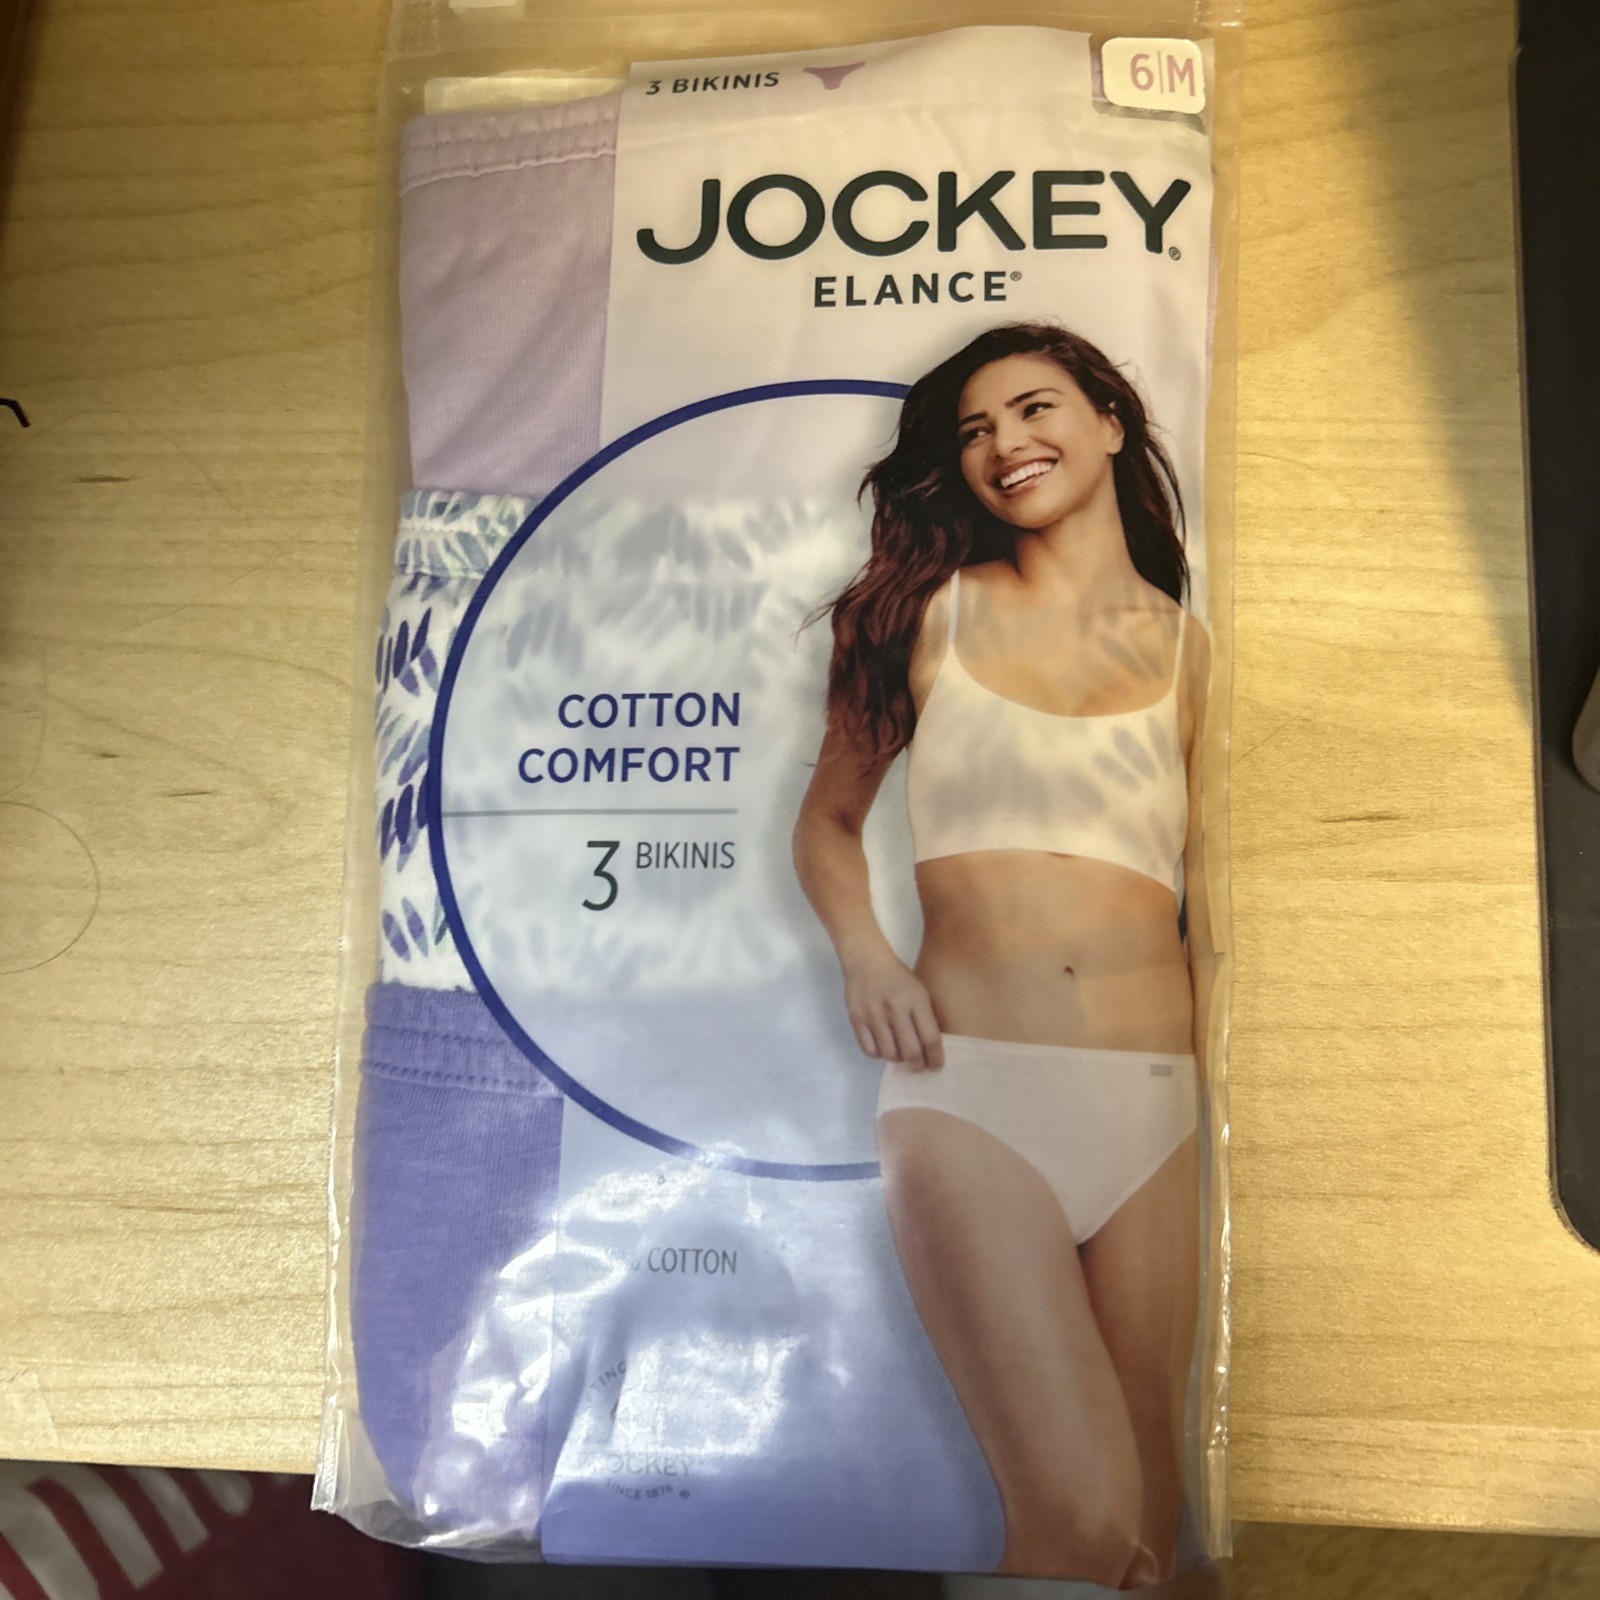 3 BIKINIS
6|M
JOCKEY®
ELANCE®
COTTON
COMFORT
3 BIKINIS
COTTON
JOCKEY
SINCE 1876 ®